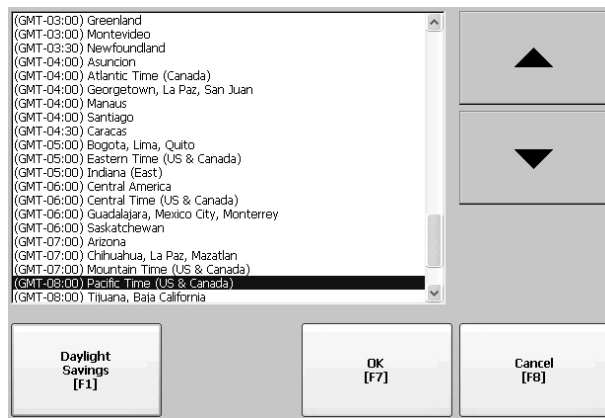 (GMT-03:00) Greenland
(GMT-03:00) Montevideo
(GMT-03:30) Newfoundland
(GMT-04:00) Asuncion
(GMT-04:00) Atlantic Time (Canada)
(GMT-04:00) Georgetown, La Paz, San Juan
(GMT-04:00) Manaus
(GMT-04:00) Santiago
(GMT-04:30) Caracas
(GMT-05:00) Bogota, Lima, Quito
(GMT-05:00) Eastern Time (US & Canada)
(GMT-05:00) Indiana (East)
(GMT-06:00) Central America
(GMT-06:00) Central Time (US & Canada)
(GMT-06:00) Guadalajara, Mexico City, Monterrey
(GMT-06:00) Saskatchewan
(GMT-07:00) Arizona
(GMT-07:00) Chihuahua, La Paz, Mazatlan
(GMT-07:00) Mountain Time (US & Canada)
(GMT-08:00) Pacific Time (US & Canada)
(GMT-08:00) Tijuana, Baja California
Daylight
Savings
[F1]
OK
[F7]
Cancel
[F8]